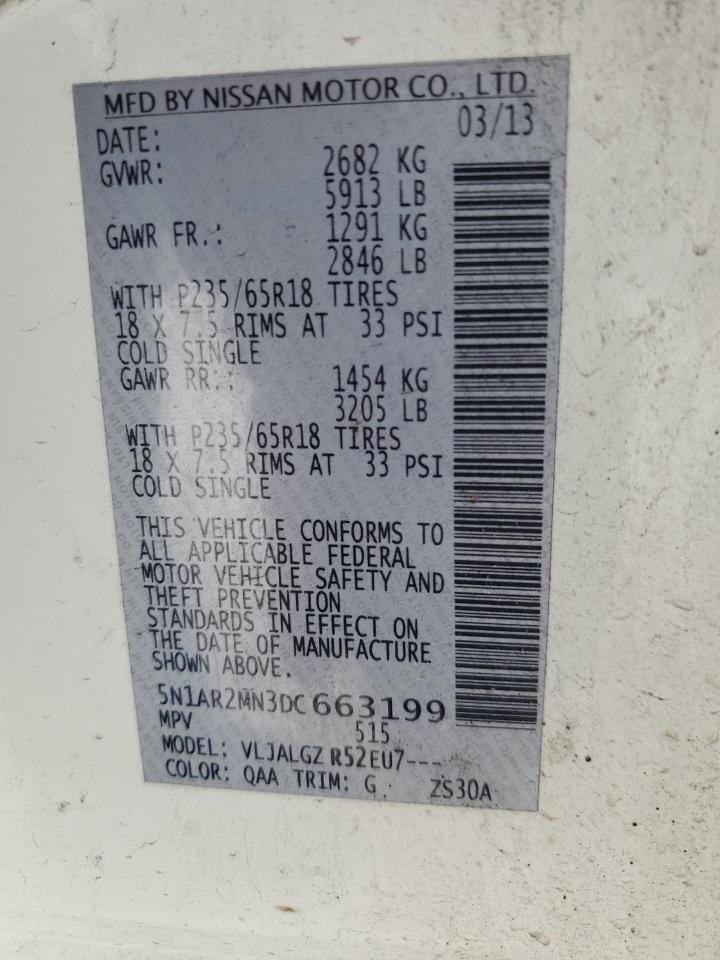 MFD BY NISSAN MOTOR CO., LTD.
DATE: 03/13
GVWR: 2682 KG
5913 LB
GAWR FR.: 1291 KG
2846 LB
WITH P235/65R18 TIRES
18 X 7.5 RIMS AT 33 PSI
COLD SINGLE
GAWR RR.: 1454 KG
3205 LB
WITH P235/65R18 TIRES
18 X 7.5 RIMS AT 33 PSI
COLD SINGLE
THIS VEHICLE CONFORMS TO
ALL APPLICABLE FEDERAL
MOTOR VEHICLE SAFETY AND
THEFT PREVENTION
STANDARDS IN EFFECT ON
THE DATE OF MANUFACTURE
SHOWN ABOVE.
5N1AR2MN3DC663199
MPV 515
MODEL: VLJALGZ R52EU7---
COLOR: QAA TRIM: G ZS30A